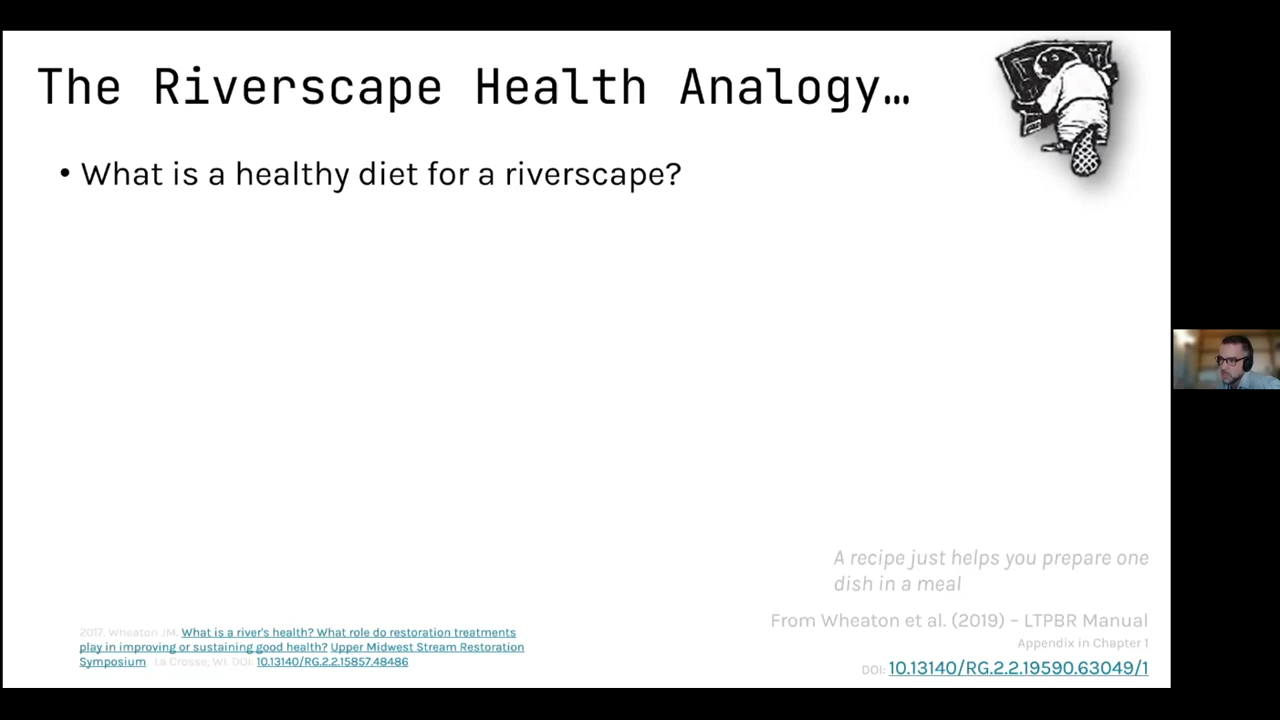 The Riverscape Health Analogy…
• What is a healthy diet for a riverscape?
A recipe just helps you prepare one
dish in a meal
From Wheaton et al. (2019) – LTPBR Manual
Appendix in Chapter 1
DOI: 10.13140/RG.2.2.19590.63049/1
2017. Wheaton JM. What is a river's health? What role do restoration treatments
play in improving or sustaining good health? Upper Midwest Stream Restoration
Symposium La Crosse, WI. DOI: 10.13140/RG.2.2.15857.48486